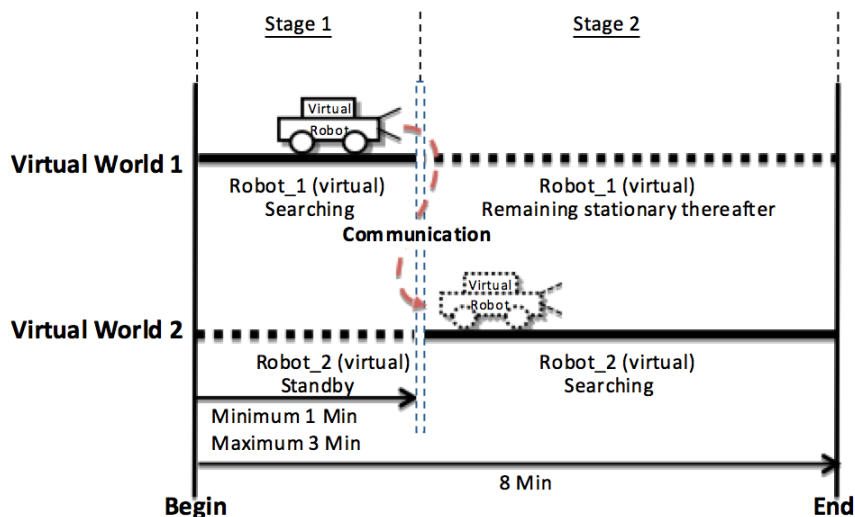 Stage 1
Stage 2
Virtual
Robot
Virtual World 1
Robot_1 (virtual)
Searching
Robot_1 (virtual)
Remaining stationary thereafter
Communication
Virtual
Robot
Virtual World 2
Robot_2 (virtual)
Standby
Robot_2 (virtual)
Searching
Minimum 1 Min
Maximum 3 Min
8 Min
Begin
End